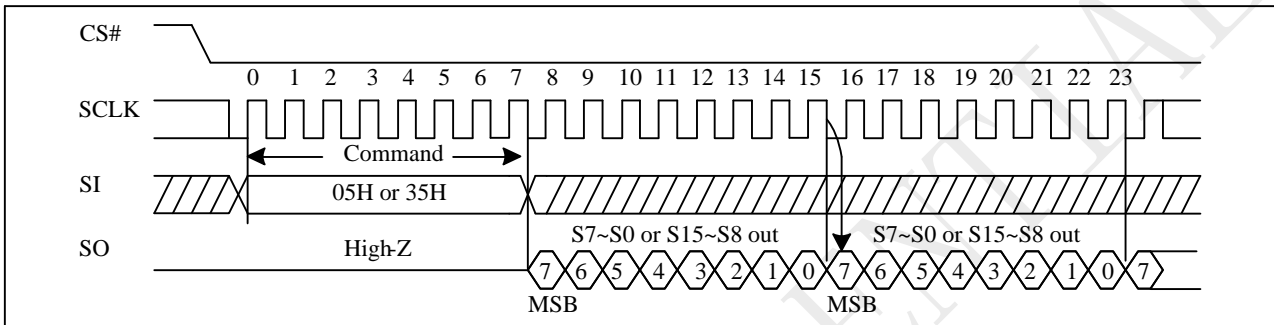 CS#
0 1 2 3 4 5 6 7 8 9 10 11 12 13 14 15 16 17 18 19 20 21 22 23
SCLK
Command
SI
05H or 35H
S7~S0 or S15~S8 out S7~S0 or S15~S8 out
SO
High-Z
7 6 5 4 3 2 1 0 7 6 5 4 3 2 1 0 7
MSB MSB